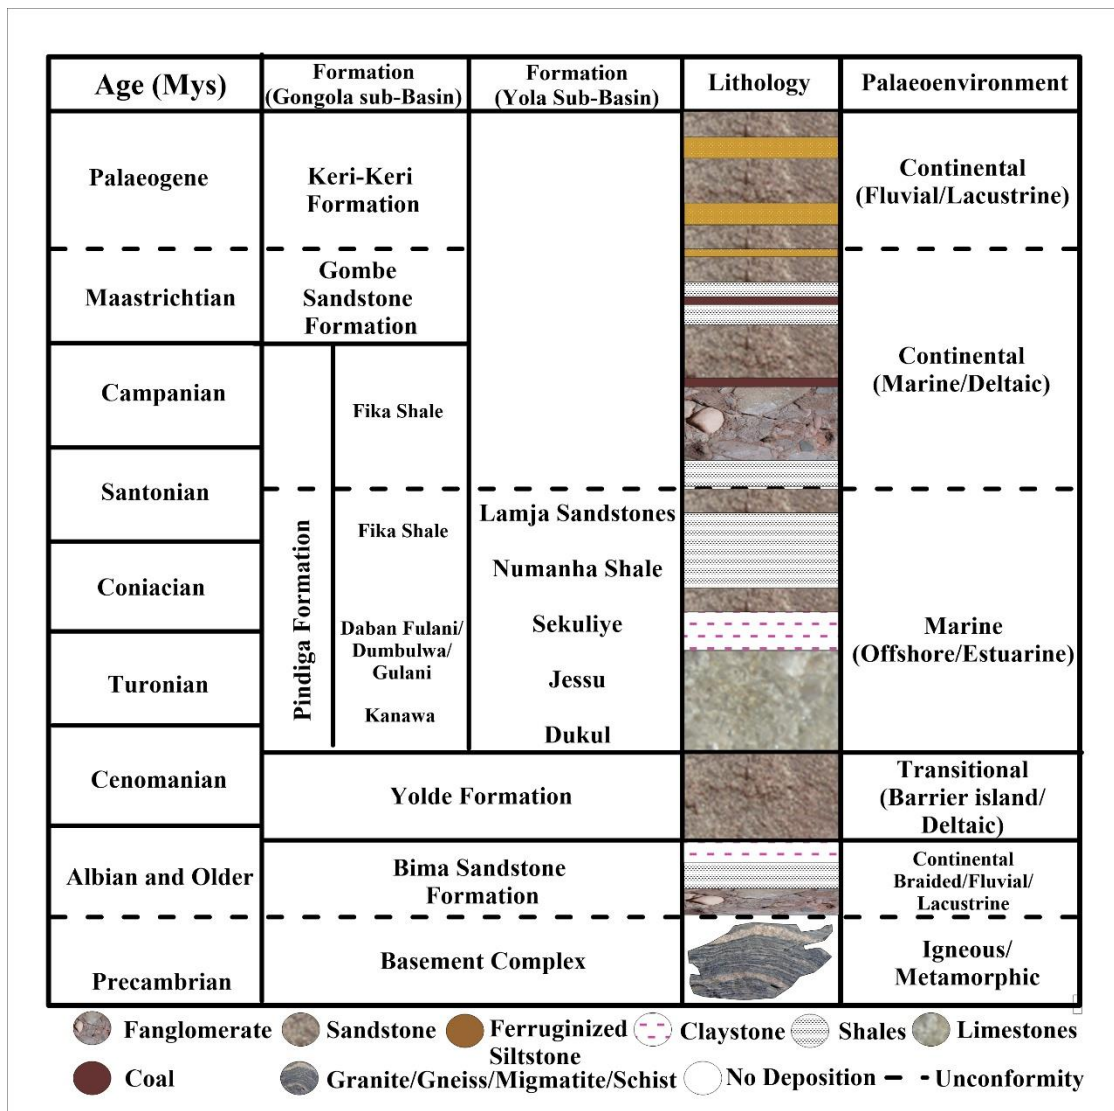 Age (Mys)
Formation
(Gongola sub-Basin)
Formation
(Yola Sub-Basin)
Lithology
Palaeoenvironment
Palaeogene
Keri-Keri
Formation
Continental
(Fluvial/Lacustrine)
Maastrichtian
Gombe
Sandstone
Formation
Continental
(Marine/Deltaic)
Campanian
Fika Shale
Santonian
Pindiga Formation
Fika Shale
Lamja Sandstones
Coniacian
Numanha Shale
Daban Fulani/
Dumbulwa/
Gulani
Sekuliye
Marine
(Offshore/Estuarine)
Turonian
Kanawa
Jessu
Dukul
Cenomanian
Yolde Formation
Transitional
(Barrier island/
Deltaic)
Albian and Older
Bima Sandstone
Formation
Continental
Braided/Fluvial/
Lacustrine
Precambrian
Basement Complex
Igneous/
Metamorphic
Fanglomerate
Sandstone
Ferruginized
Siltstone
Claystone
Shales
Limestones
Coal
Granite/Gneiss/Migmatite/Schist
No Deposition
Unconformity